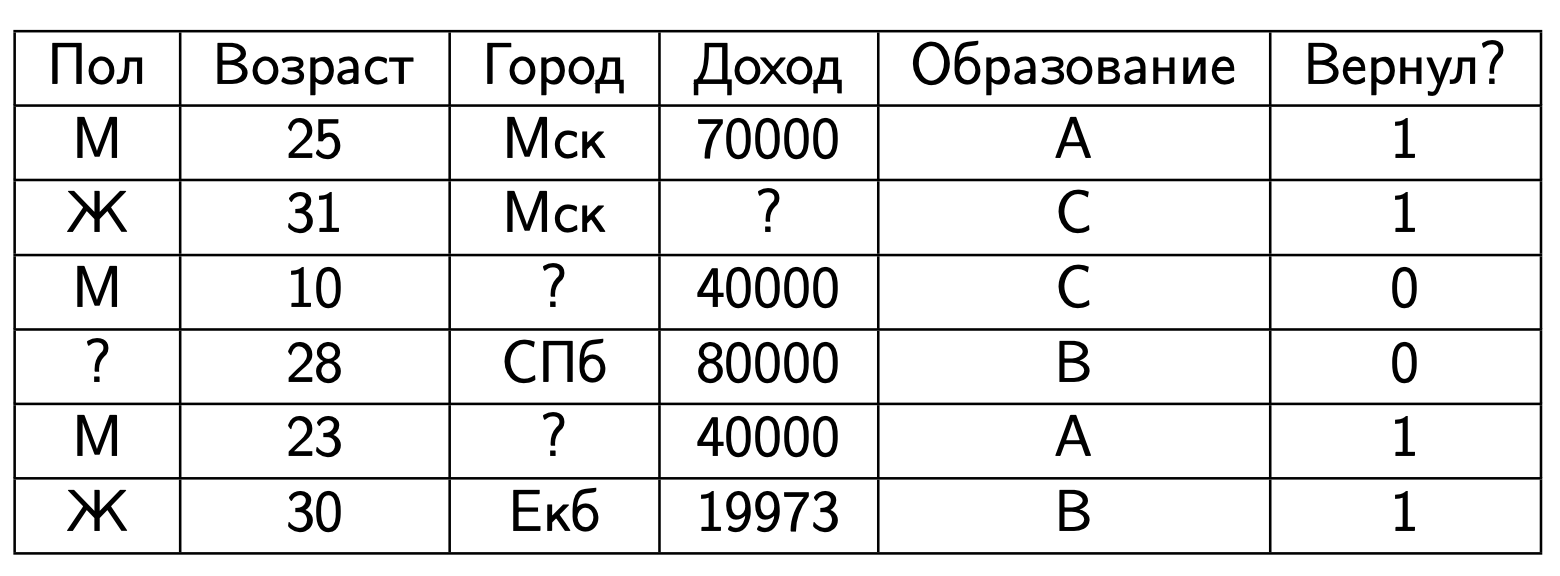 Пол Возраст Город Доход Образование Вернул?
М 25 Мск 70000 A 1
Ж 31 Мск ? C 1
М 10 ? 40000 C 0
? 28 СПб 80000 B 0
М 23 ? 40000 A 1
Ж 30 Екб 19973 B 1